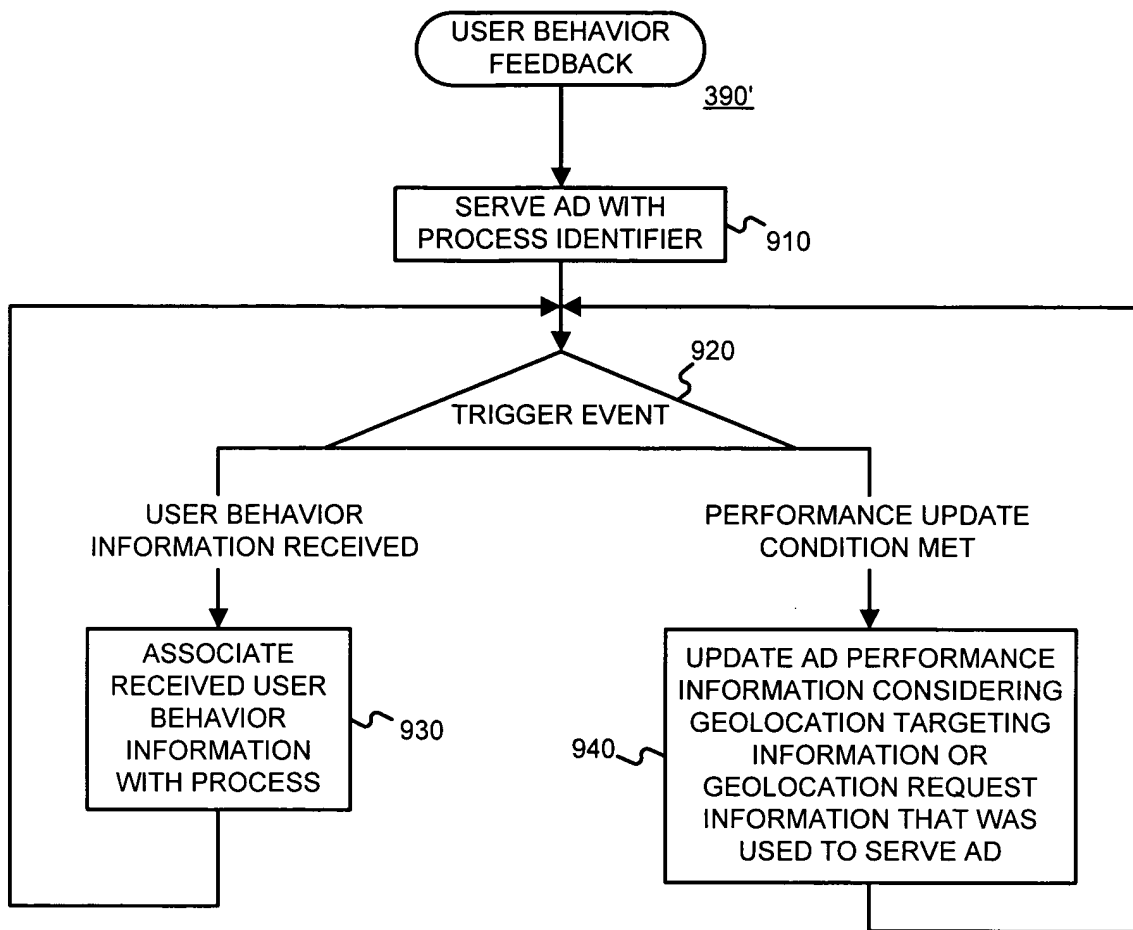 USER BEHAVIOR
FEEDBACK
390'
SERVE AD WITH
PROCESS IDENTIFIER
910
920
TRIGGER EVENT
USER BEHAVIOR
INFORMATION RECEIVED
PERFORMANCE UPDATE
CONDITION MET
ASSOCIATE
RECEIVED USER
BEHAVIOR
INFORMATION
WITH PROCESS
930
940
UPDATE AD PERFORMANCE
INFORMATION CONSIDERING
GEOLOCATION TARGETING
INFORMATION OR
GEOLOCATION REQUEST
INFORMATION THAT WAS
USED TO SERVE AD